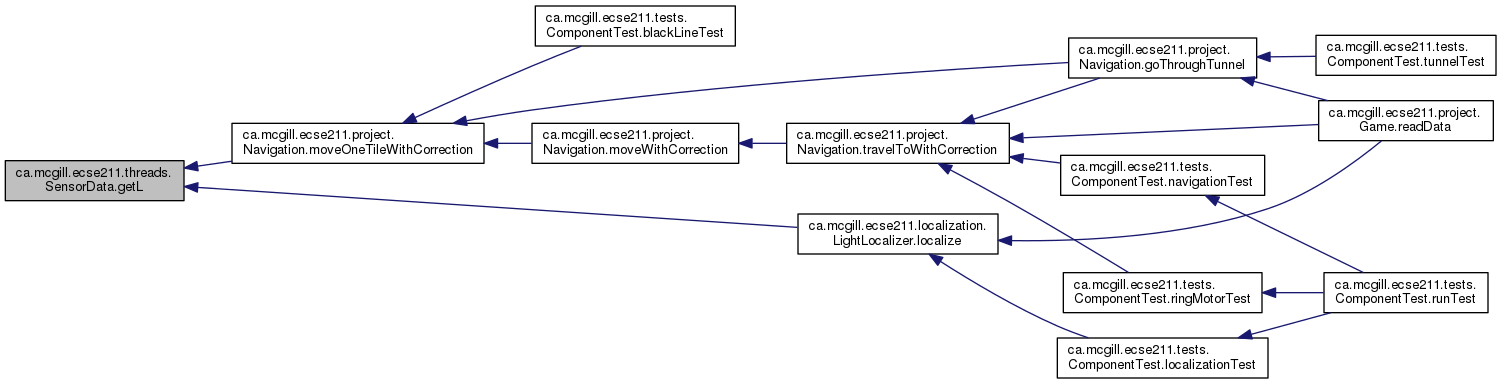 ca.mcgill.ecse211.tests.
ComponentTest.blackLineTest
ca.mcgill.ecse211.project.
Navigation.goThroughTunnel
ca.mcgill.ecse211.tests.
ComponentTest.tunnelTest
ca.mcgill.ecse211.project.
Game.readData
ca.mcgill.ecse211.project.
Navigation.moveOneTileWithCorrection
ca.mcgill.ecse211.project.
Navigation.moveWithCorrection
ca.mcgill.ecse211.project.
Navigation.travelToWithCorrection
ca.mcgill.ecse211.threads.
SensorData.getL
ca.mcgill.ecse211.tests.
ComponentTest.navigationTest
ca.mcgill.ecse211.localization.
LightLocalizer.localize
ca.mcgill.ecse211.tests.
ComponentTest.ringMotorTest
ca.mcgill.ecse211.tests.
ComponentTest.runTest
ca.mcgill.ecse211.tests.
ComponentTest.localizationTest